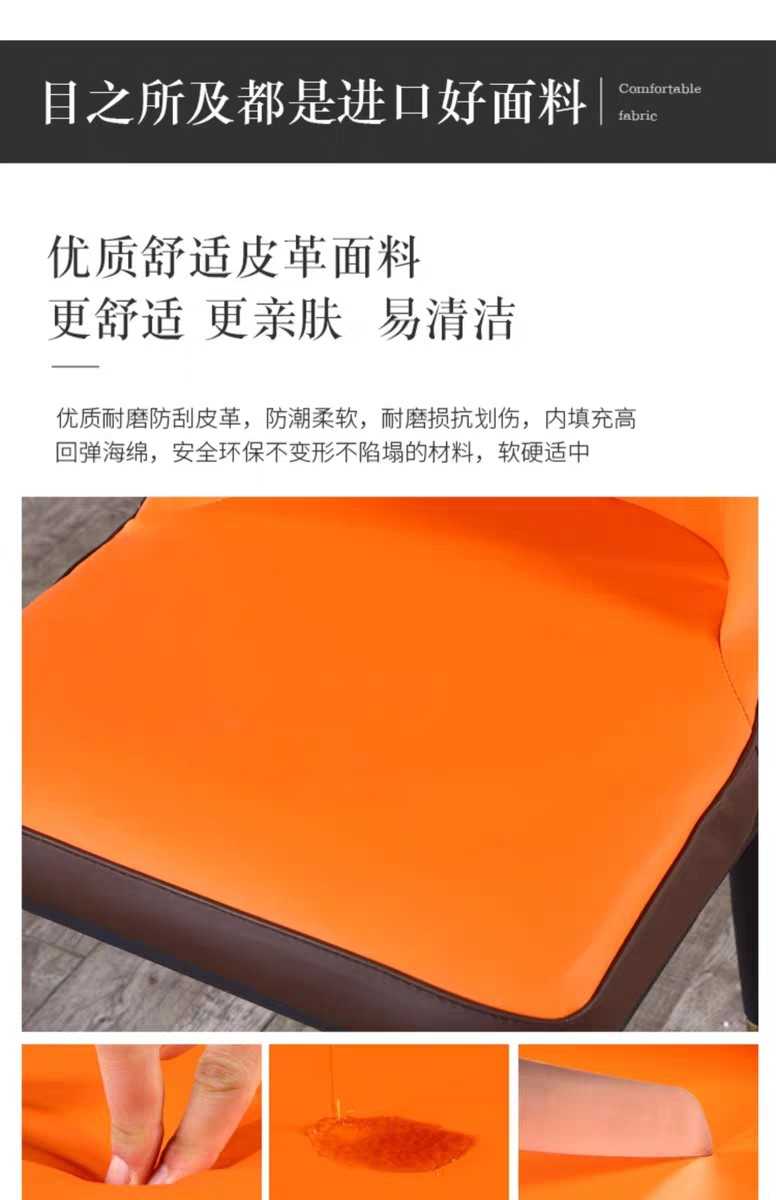 目之所及都是进口好面料
Comfortable
fabric
优质舒适皮革面料
更舒适 更亲肤 易清洁
优质耐磨防刮皮革，防潮柔软，耐磨损抗划伤，内填充高
回弹海绵，安全环保不变形不陷塌的材料，软硬适中